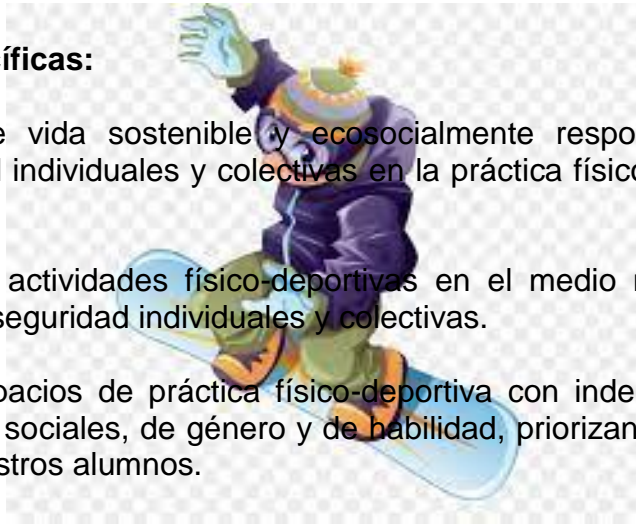 íficas:
e vida sostenible y ecosocialmente respo
l individuales y colectivas en la práctica físico
actividades físico-deportivas en el medio
seguridad individuales y colectivas.
pacios de práctica físico-deportiva con inde
sociales, de género y de habilidad, priorizan
stros alumnos.